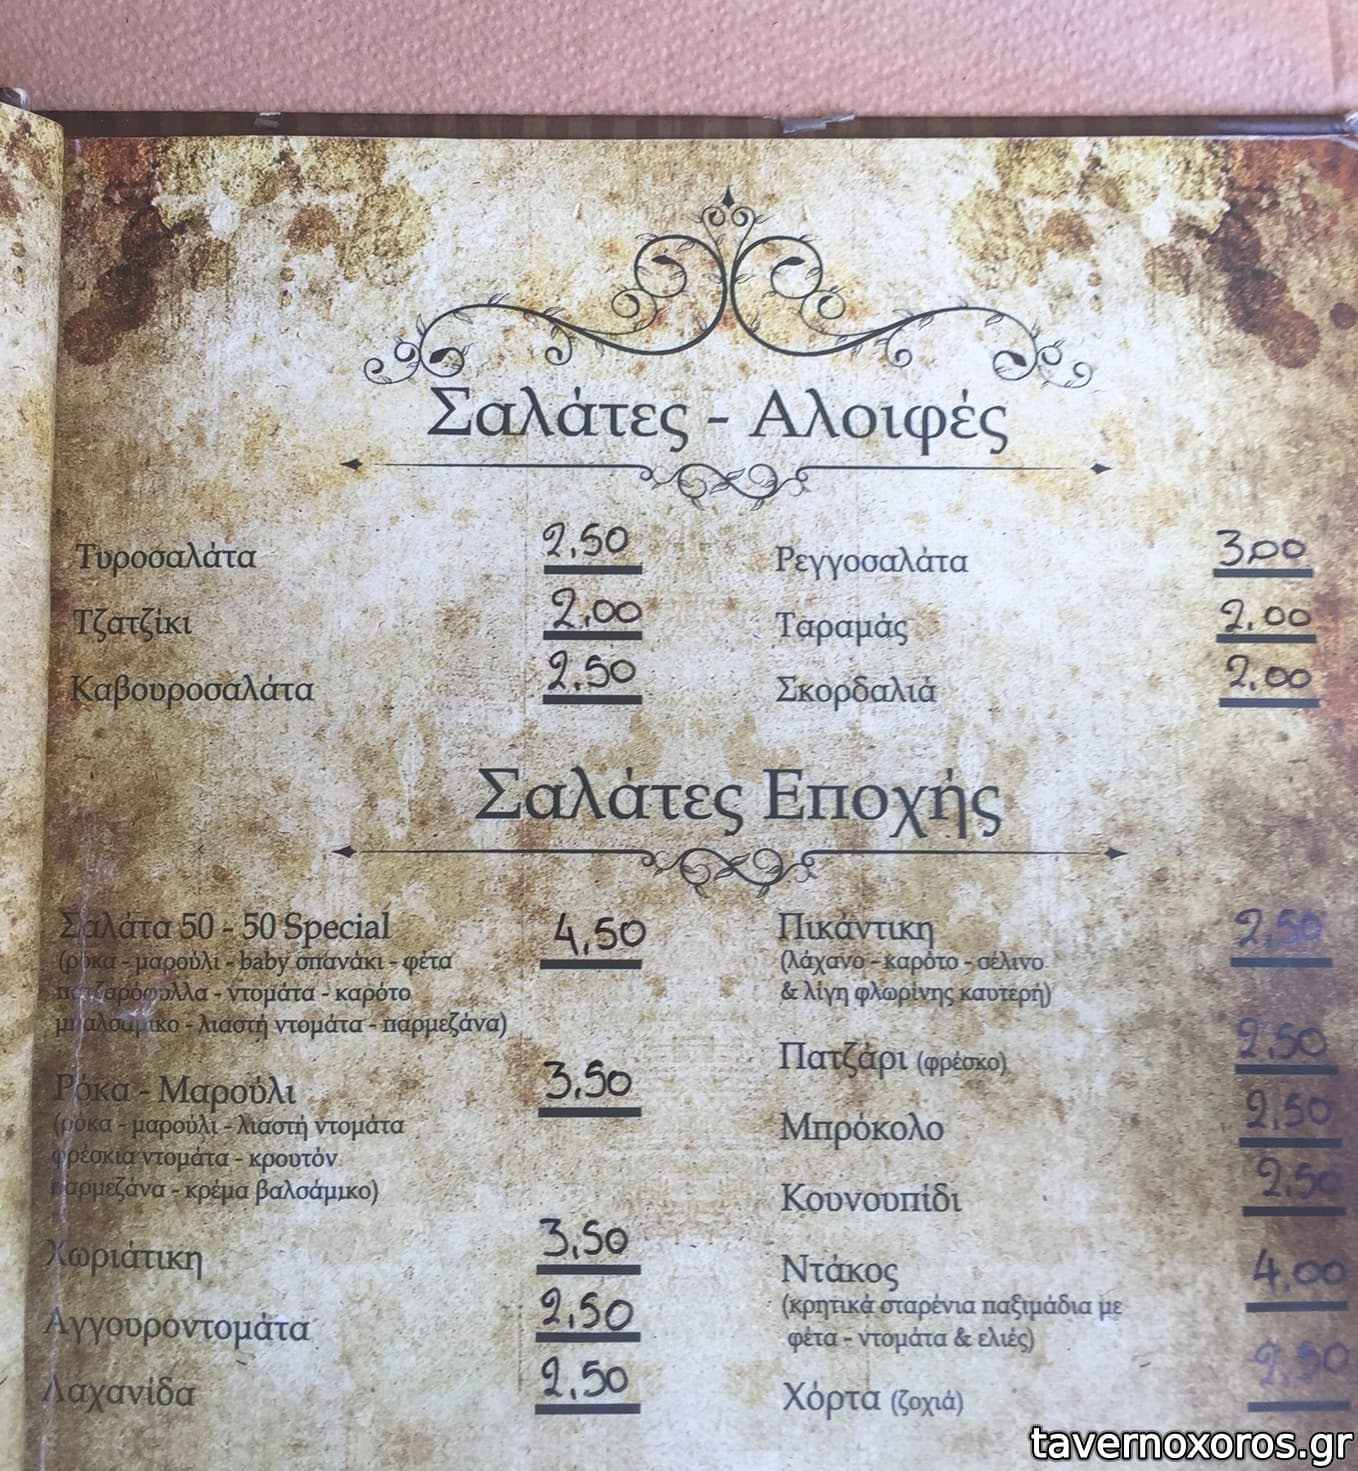 Σαλάτες - Αλοιφές
Τυροσαλάτα 2,50
Τζατζίκι 2,00
Καβουροσαλάτα 2,50
Ρεγγοσαλάτα 3,00
Ταραμάς 2,00
Σκορδαλιά 2,00
Σαλάτες Εποχής
Σαλάτα 50 - 50 Special 4,50
(ρόκα - μαρούλι - baby σπανάκι - φέτα
πατζαρόφυλλα - ντομάτα - καρότο
μπαλσάμικο - λιαστή ντομάτα - παρμεζάνα)
Ρόκα - Μαρούλι 3,50
(ρόκα - μαρούλι - λιαστή ντομάτα
φρέσκια ντομάτα - κρουτόν
παρμεζάνα - κρέμα βαλσάμικο)
Χωριάτικη 3,50
Αγγουροντομάτα 2,50
Λαχανίδα 2,50
Πικάντικη 2,50
(λάχανο - καρότο - σέλινο
& λίγη φλωρίνης καυτερή)
Πατζάρι (φρέσκο) 2,50
Μπρόκολο 2,50
Κουνουπίδι 2,50
Ντάκος 4,00
(κρητικά σταρένια παξιμάδια με
φέτα - ντομάτα & ελιές)
Χόρτα (ζοχιά) 2,50
tavernoxoros.gr